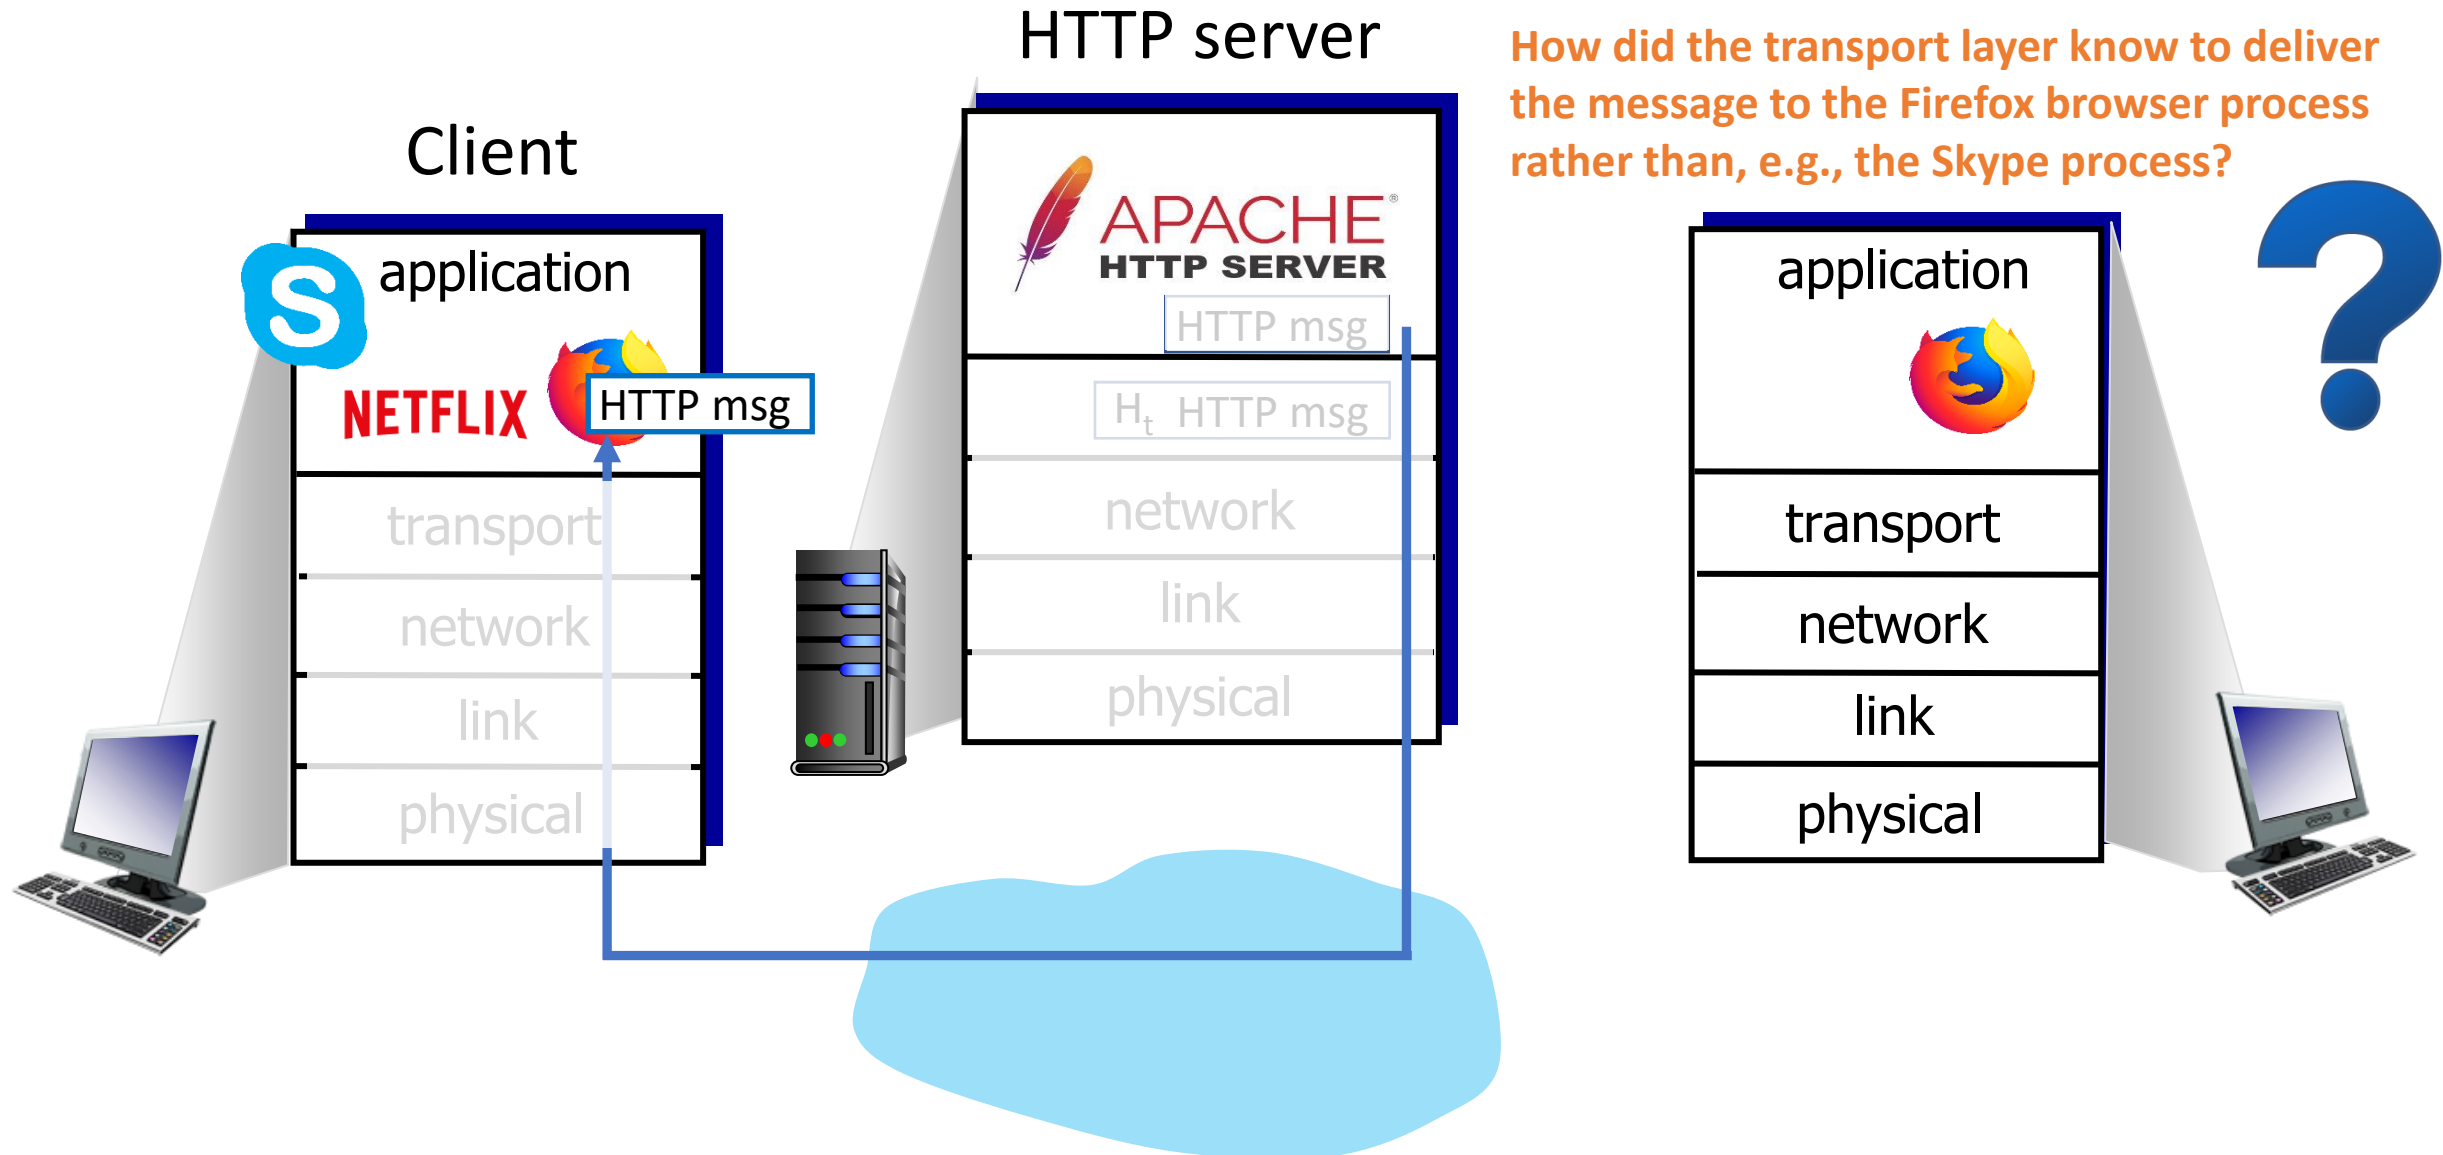 HTTP server
How did the transport layer know to deliver
the message to the Firefox browser process
rather than, e.g., the Skype process?
Client
S
application
NETFLIX
HTTP msg
transport
network
link
physical
APACHE®
HTTP SERVER
HTTP msg
Ht HTTP msg
network
link
physical
application
transport
network
link
physical
?